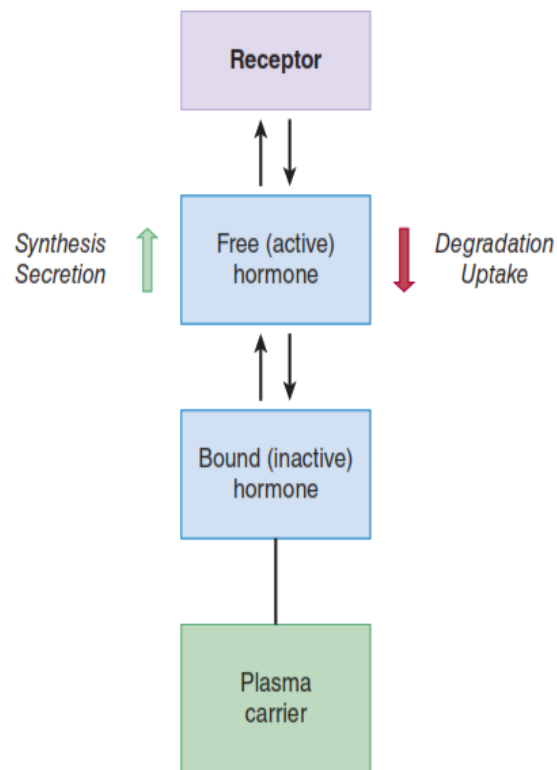 Receptor
Synthesis
Secretion
Free (active)
hormone
Degradation
Uptake
Bound (inactive)
hormone
Plasma
carrier